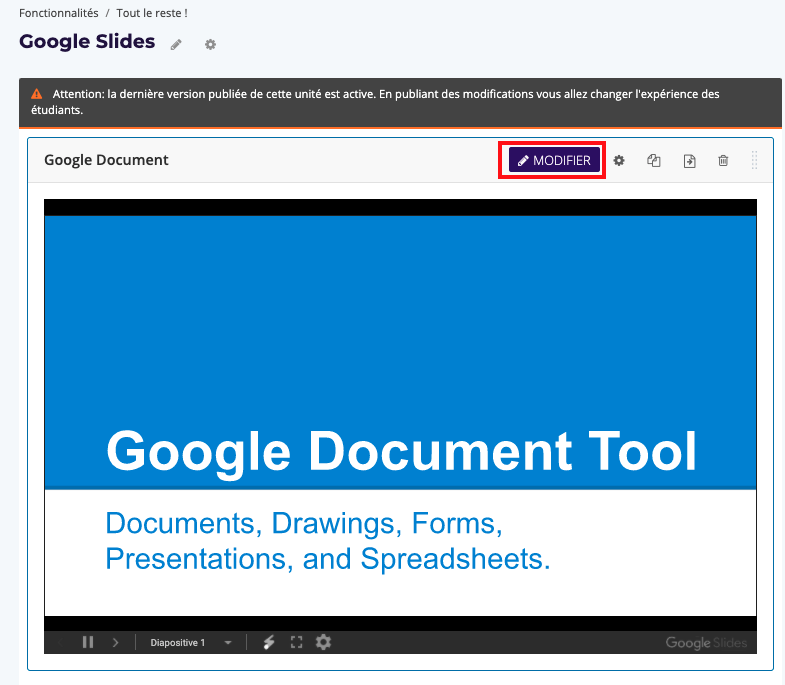 Fonctionnalités / Tout le reste !
Google Slides
Attention: la dernière version publiée de cette unité est active. En publiant des modifications vous allez changer l'expérience des
étudiants.
Google Document
MODIFIER
Google Document Tool
Documents, Drawings, Forms,
Presentations, and Spreadsheets.
Diapositive 1
Google Slides